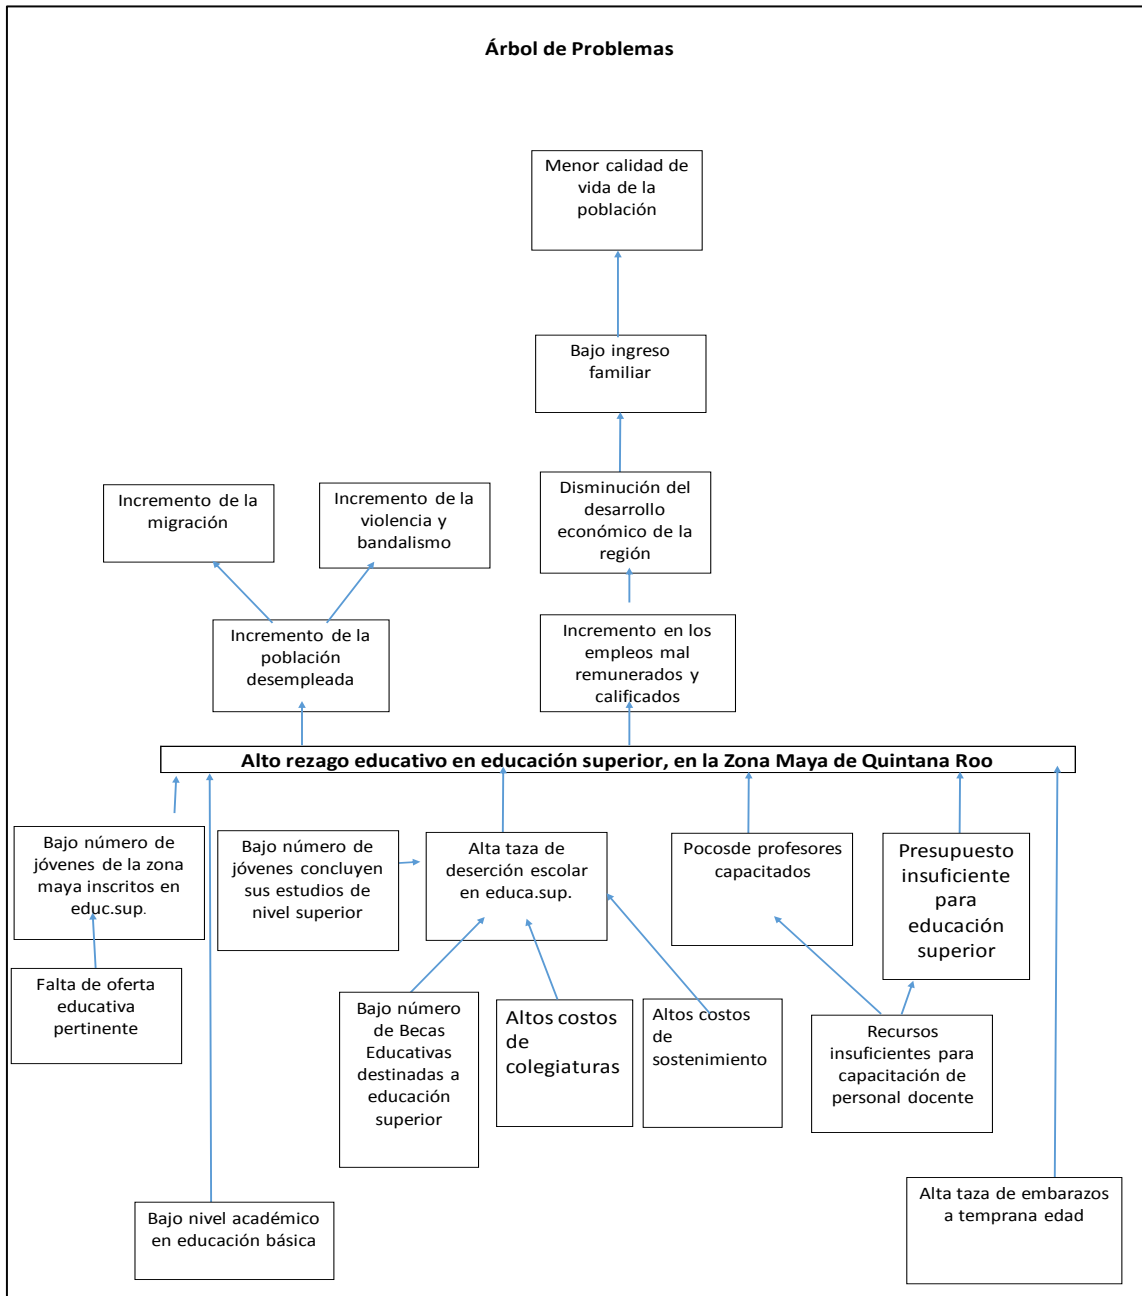 Árbol de Problemas
Menor calidad de
vida de la
población
Bajo ingreso
familiar
Disminución del
desarrollo
económico de la
región
Incremento de la
migración
Incremento de la
violencia y
bandalismo
Incremento de la
población
desempleada
Incremento en los
empleos mal
remunerados y
calificados
Alto rezago educativo en educación superior, en la Zona Maya de Quintana Roo
Bajo número de
jóvenes de la zona
maya inscritos en
educ.sup.
Bajo número de
jóvenes concluyen
sus estudios de
nivel superior
Alta taza de
deserción escolar
en educa.sup.
Pocosde profesores
capacitados
Presupuesto
insuficiente
para
educación
superior
Falta de oferta
educativa
pertinente
Bajo número
de Becas
Educativas
destinadas a
educación
superior
Altos costos
de
colegiaturas
Altos costos
de
sostenimiento
Recursos
insuficientes para
capacitación de
personal docente
Bajo nivel académico
en educación básica
Alta taza de embarazos
a temprana edad